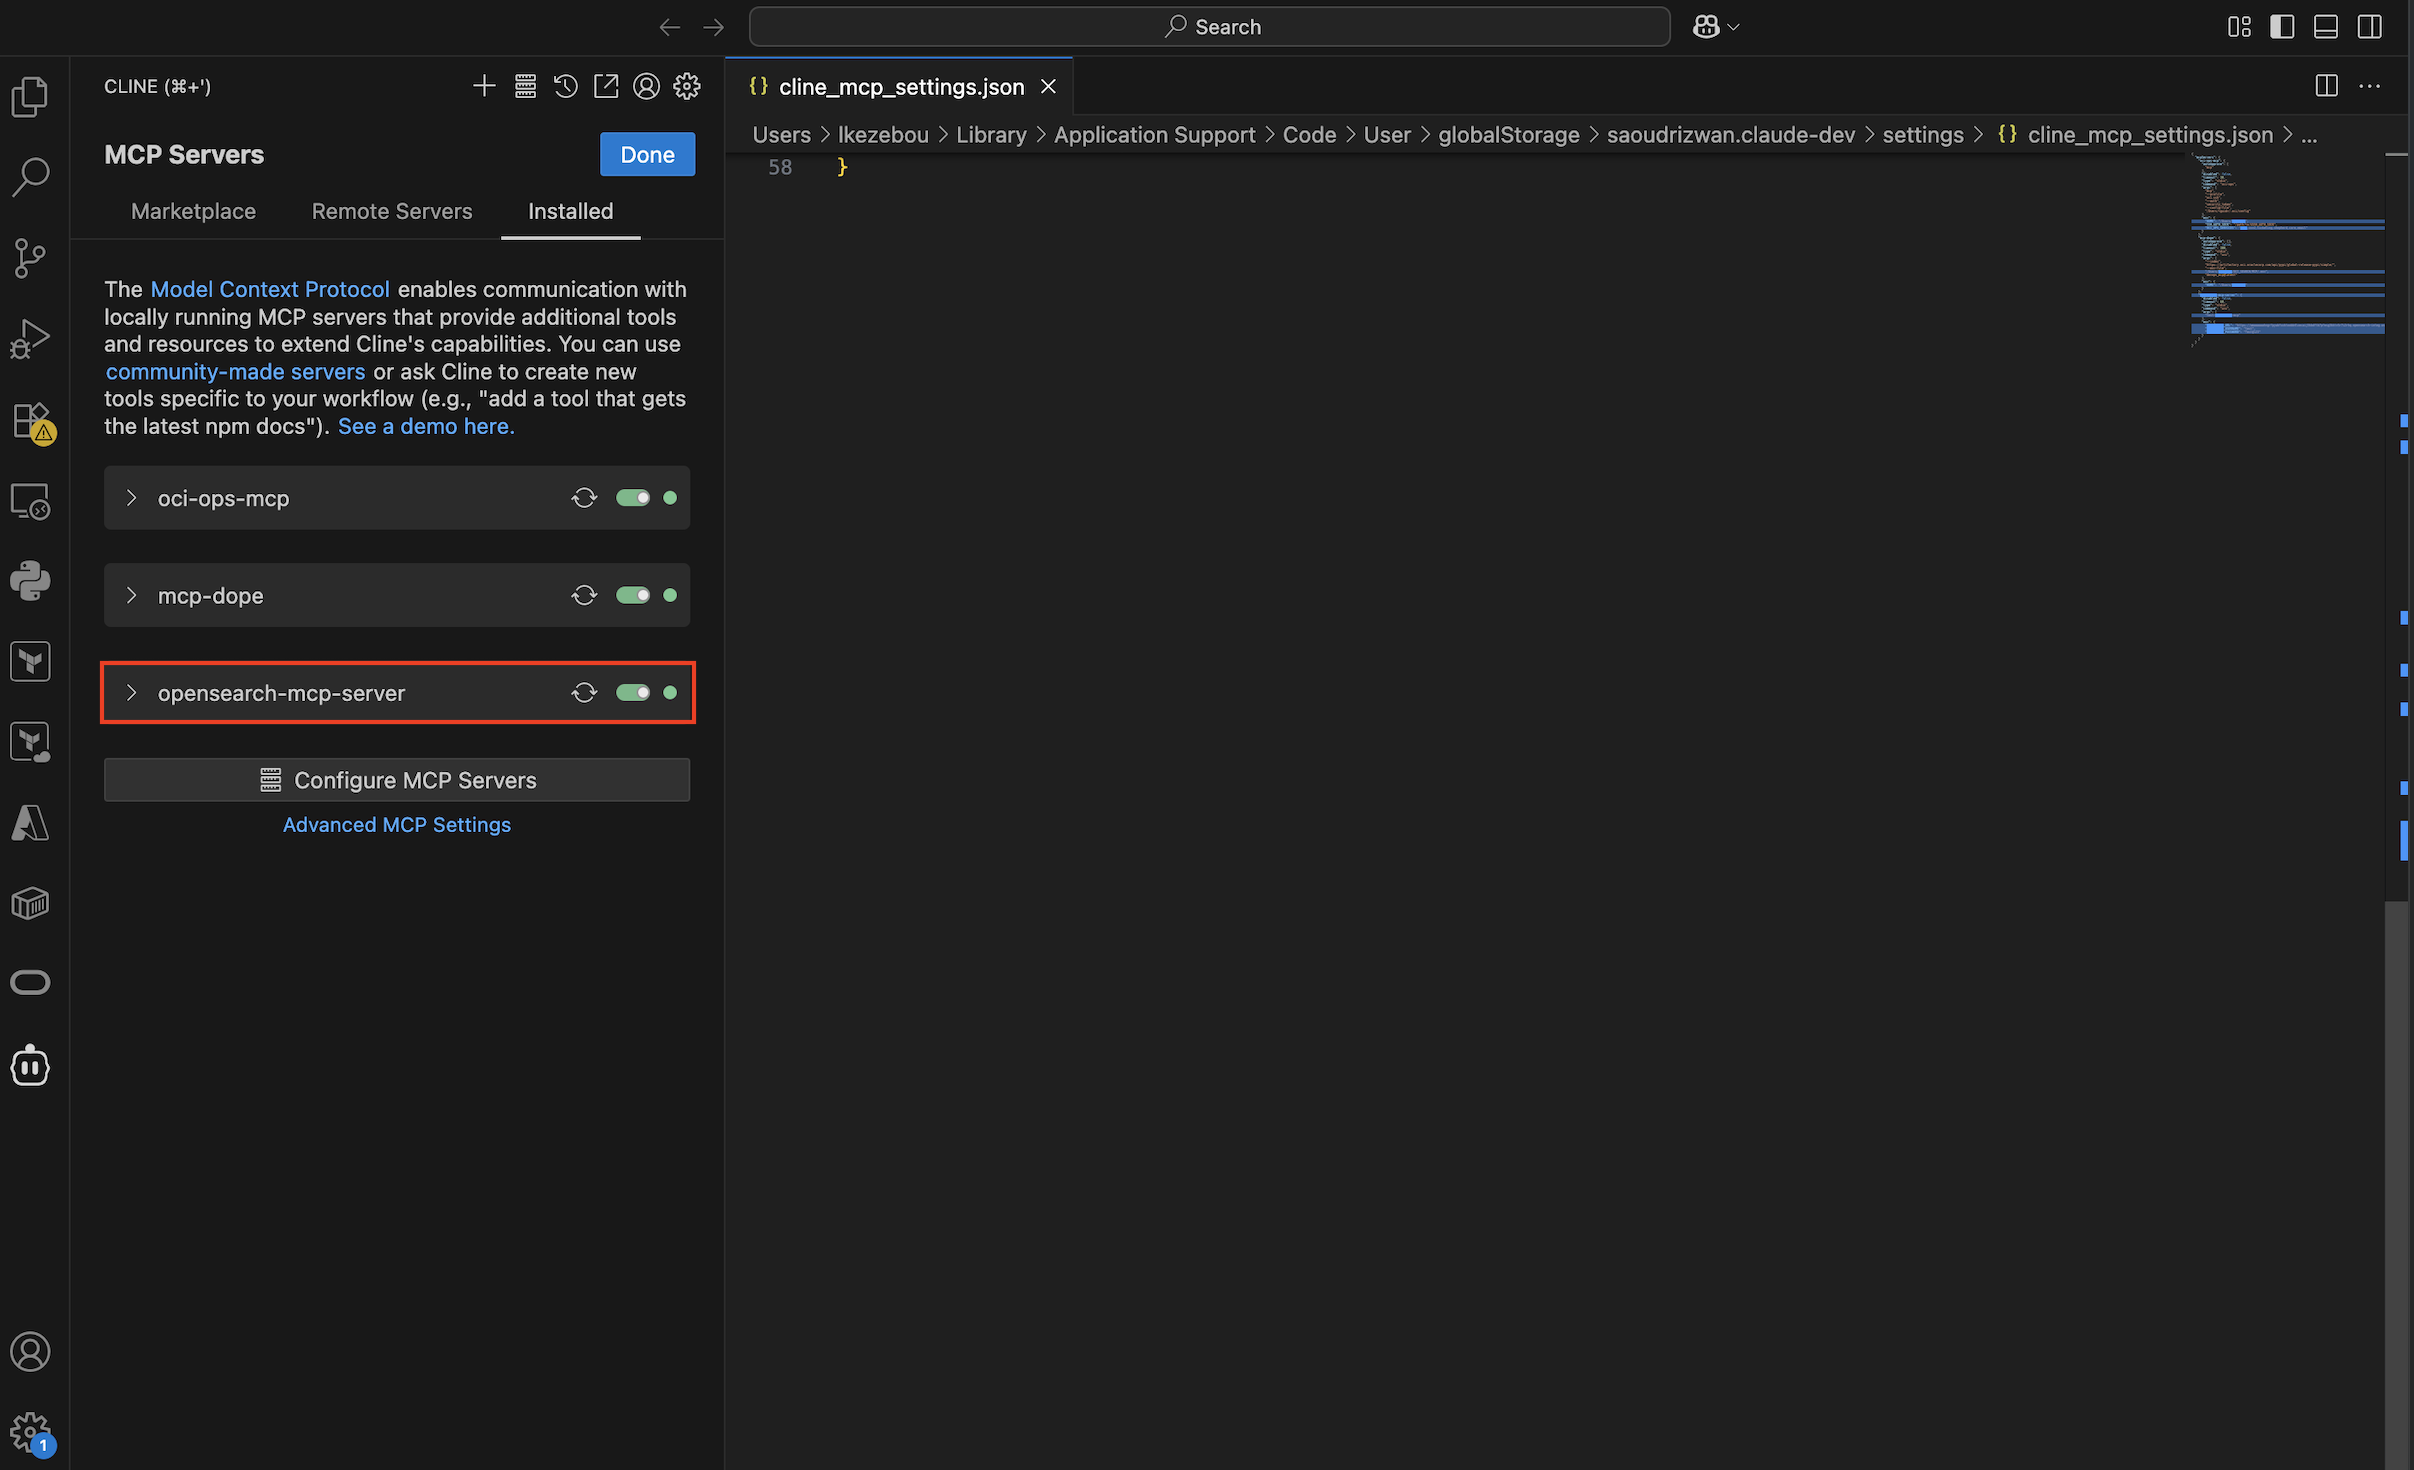 Search
CLINE (⌘+')
MCP Servers
Done
Marketplace
Remote Servers
Installed
The Model Context Protocol enables communication with
locally running MCP servers that provide additional tools
and resources to extend Cline's capabilities. You can use
community-made servers or ask Cline to create new
tools specific to your workflow (e.g., "add a tool that gets
the latest npm docs"). See a demo here.
oci-ops-mcp
mcp-dope
opensearch-mcp-server
Configure MCP Servers
Advanced MCP Settings
1
{} cline_mcp_settings.json
Users > lkezebou > Library > Application Support > Code > User > globalStorage > saoudrizwan.claude-dev > settings > {} cline_mcp_settings.json > ...
58 }